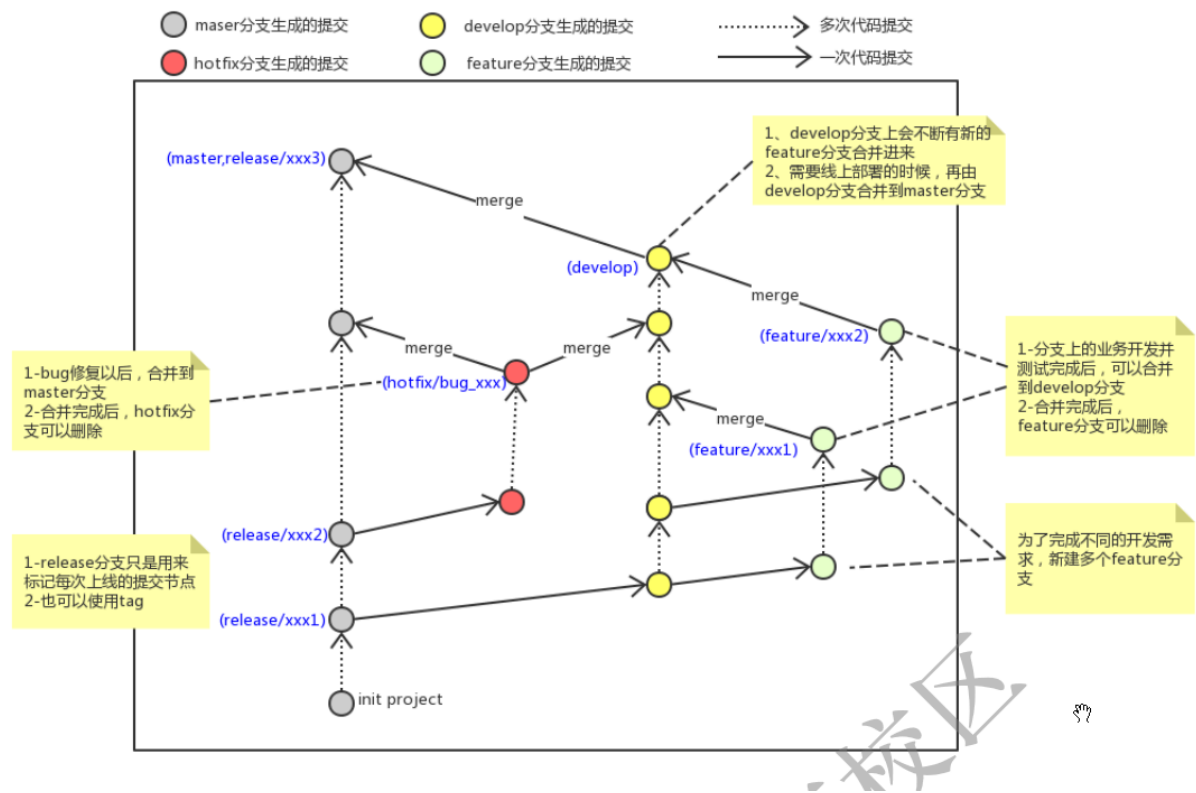 maser分支生成的提交
develop分支生成的提交
多次代码提交
hotfix分支生成的提交
feature分支生成的提交
一次代码提交
1、develop分支上会不断有新的
feature分支合并进来
2、需要线上部署的时候，再由
develop分支合并到master分支
(master,release/xxx3)
merge
(develop)
merge
(feature/xxx2)
merge
merge
1-分支上的业务开发并
测试完成后，可以合并
到develop分支
2-合并完成后，
feature分支可以删除
1-bug修复以后，合并到
master分支
2-合并完成后，hotfix分
支可以删除
(hotfix/bug_xxx)
merge
(feature/xxx1)
(release/xxx2)
为了完成不同的开发需
求，新建多个feature分
支
1-release分支只是用来
标记每次上线的提交节点
2-也可以使用tag
(release/xxx1)
init project
校区